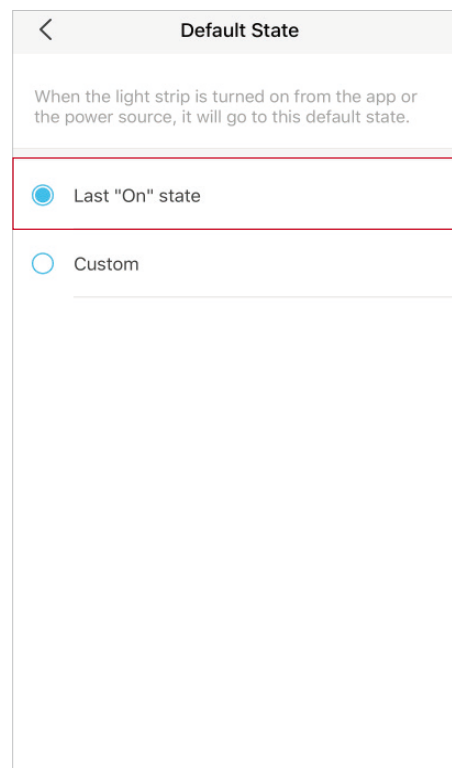 Default State
When the light strip is turned on from the app or
the power source, it will go to this default state.
Last "On" state
Custom